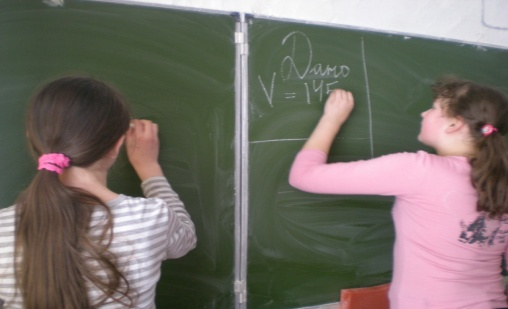 Дано
V = 145